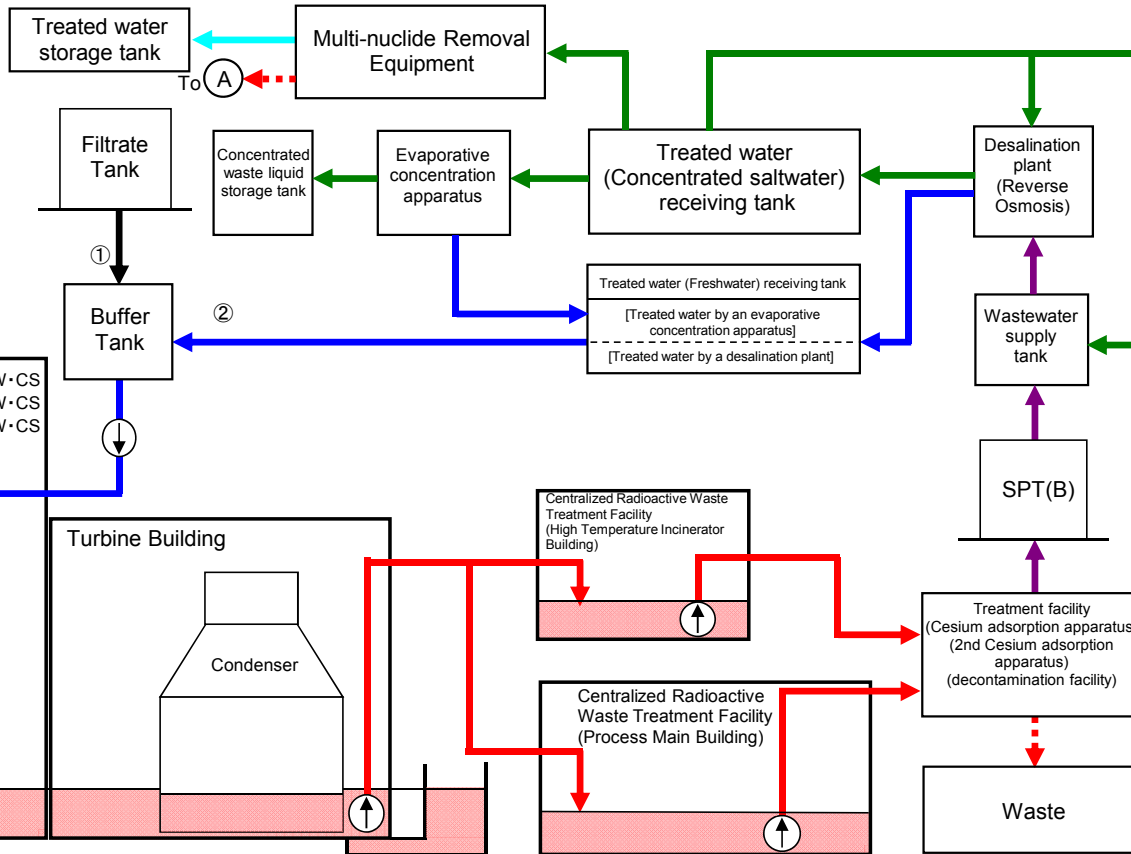 Treated water
storage tank
Multi-nuclide Removal
Equipment
To
A
Filtrate
Tank
Concentrated
waste liquid
storage tank
Evaporative
concentration
apparatus
Treated water
(Concentrated saltwater)
receiving tank
Desalination
plant
(Reverse
Osmosis)
①
Buffer
Tank
②
Treated water (Freshwater) receiving tank
[Treated water by an evaporative
concentration apparatus]
[Treated water by a desalination plant]
Wastewater
supply
tank
W・CS
W・CS
W・CS
SPT(B)
Turbine Building
Condenser
Centralized Radioactive Waste
Treatment Facility
(High Temperature Incinerator
Building)
Centralized Radioactive
Waste Treatment Facility
(Process Main Building)
Treatment facility
(Cesium adsorption apparatus
(2nd Cesium adsorption
apparatus)
(decontamination facility)
Waste